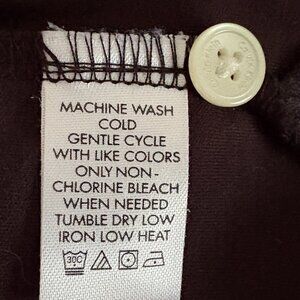 MACHINE WASH
COLD
GENTLE CYCLE
WITH LIKE COLORS
ONLY NON -
CHLORINE BLEACH
WHEN NEEDED
TUMBLE DRY LOW
IRON LOW HEAT
30C